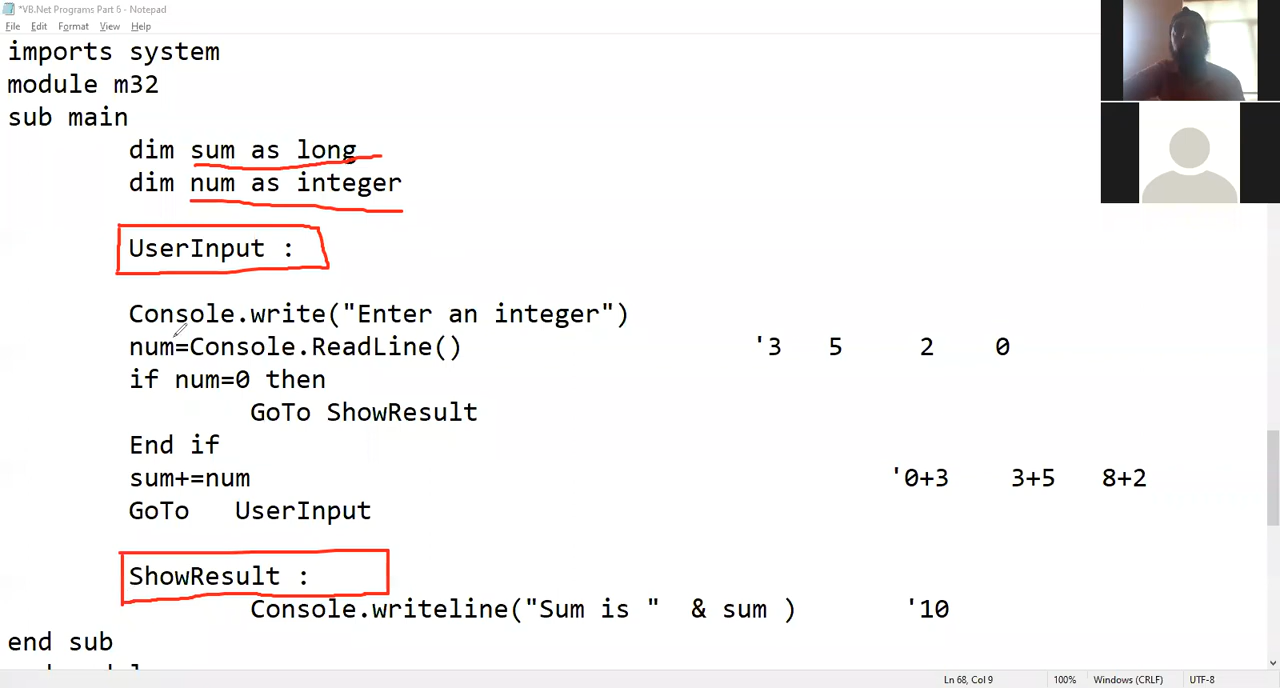 *VB.Net Programs Part 6 - Notepad
File Edit Format View Help
imports system
module m32
sub main
dim sum as long
dim num as integer
UserInput :
Console.write("Enter an integer")
num=Console.ReadLine() '3 5 2 0
if num=0 then
GoTo ShowResult
End if
sum+=num '0+3 3+5 8+2
GoTo UserInput
ShowResult :
Console.writeline("Sum is " & sum ) '10
end sub
Ln 68, Col 9 100% Windows (CRLF) UTF-8